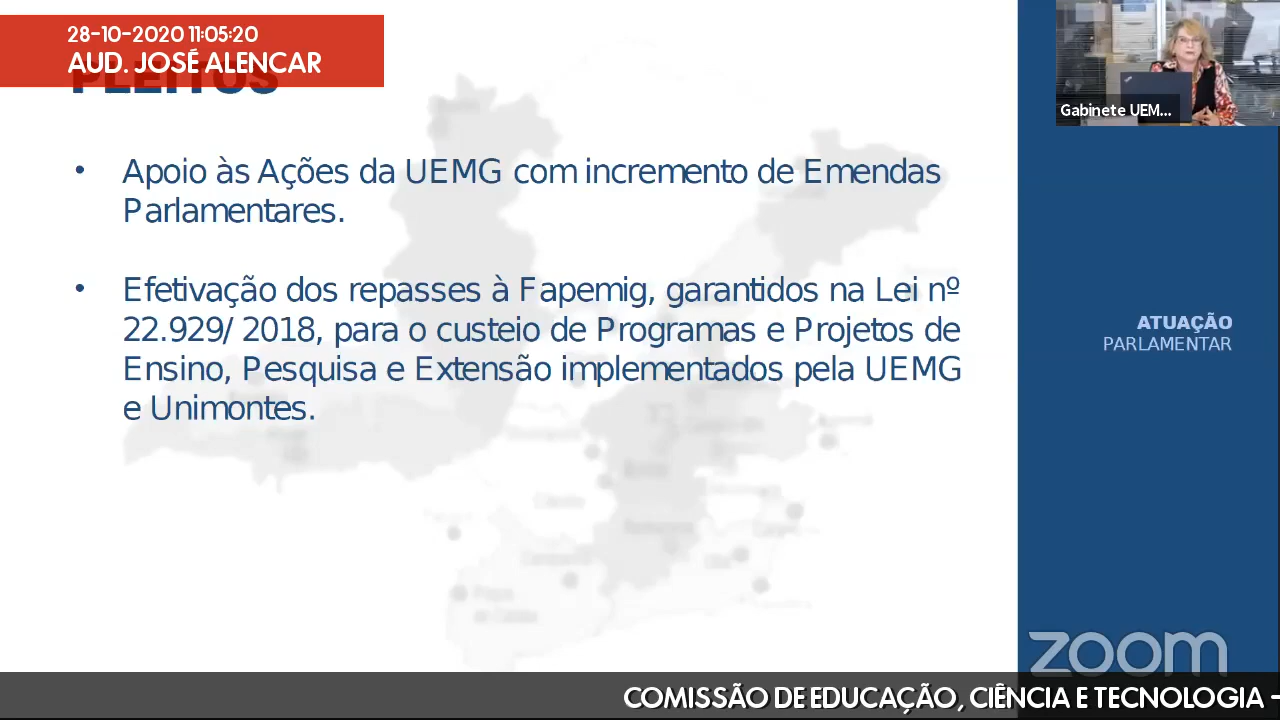 28-10-2020 11:05:20
AUD. JOSÉ ALENCAR
PLEITOS
Gabinete UEM...
• Apoio às Ações da UEMG com incremento de Emendas
Parlamentares.
• Efetivação dos repasses à Fapemig, garantidos na Lei nº
22.929/ 2018, para o custeio de Programas e Projetos de
Ensino, Pesquisa e Extensão implementados pela UEMG
e Unimontes.
ATUAÇÃO
PARLAMENTAR
zoom
COMISSÃO DE EDUCAÇÃO, CIÊNCIA E TECNOLOGIA -